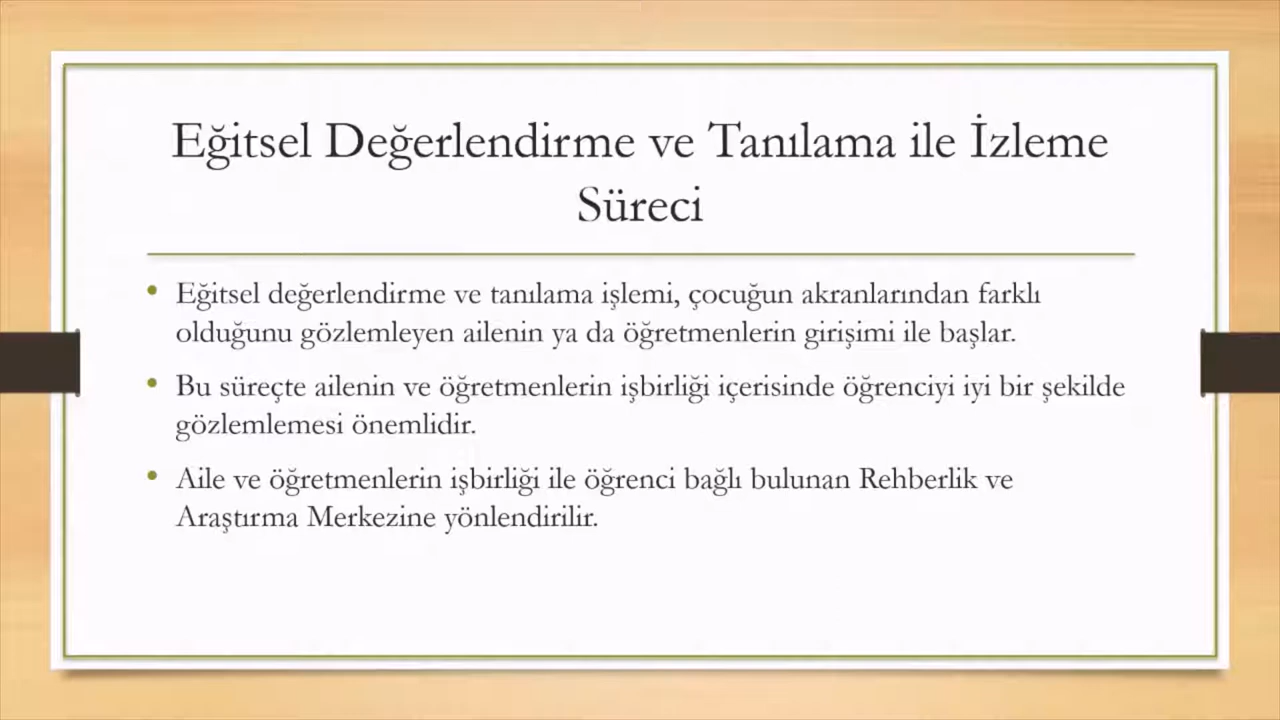 Eğitsel Değerlendirme ve Tanılama ile İzleme
Süreci
• Eğitsel değerlendirme ve tanılama işlemi, çocuğun akranlarından farklı
olduğunu gözlemleyen ailenin ya da öğretmenlerin girişimi ile başlar.
• Bu süreçte ailenin ve öğretmenlerin işbirliği içerisinde öğrenciyi iyi bir şekilde
gözlemlemesi önemlidir.
• Aile ve öğretmenlerin işbirliği ile öğrenci bağlı bulunan Rehberlik ve
Araştırma Merkezine yönlendirilir.